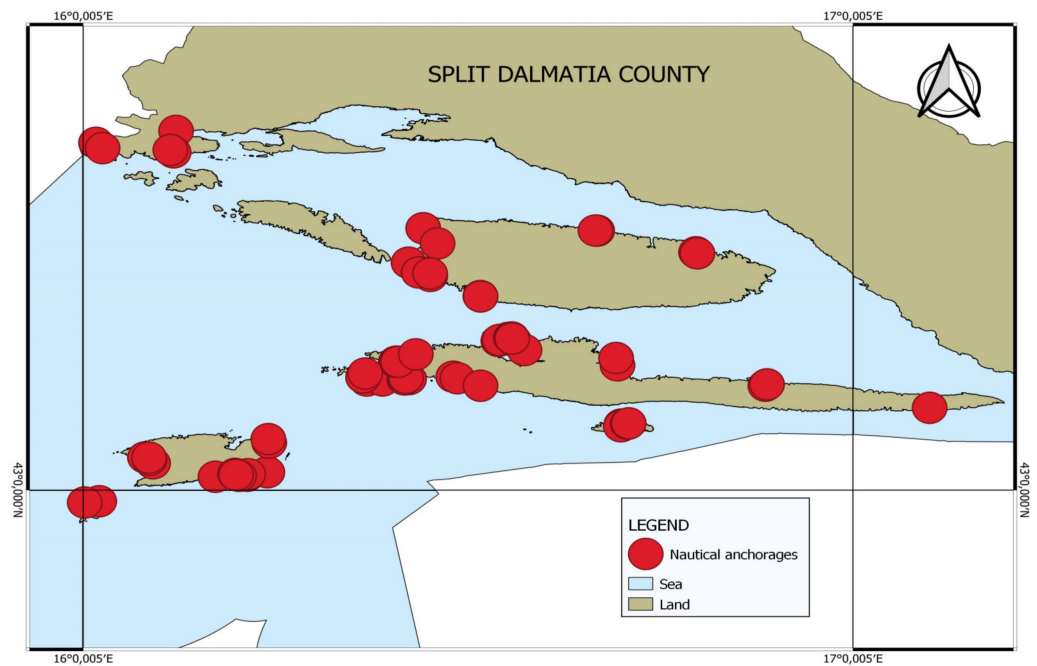 16°0,005′E
17°0,005′E
SPLIT DALMATIA COUNTY
43°0,000′N
43°0,000′N
LEGEND
Nautical anchorages
Sea
Land
16°0,005′E
17°0,005′E